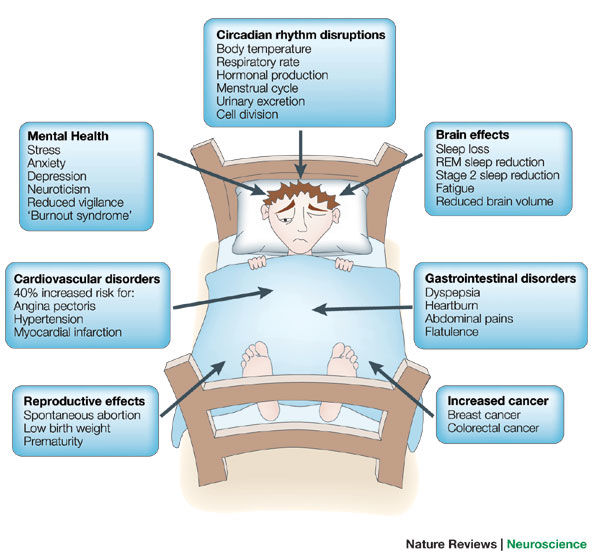 Circadian rhythm disruptions
Body temperature
Respiratory rate
Hormonal production
Menstrual cycle
Urinary excretion
Cell division
Mental Health
Stress
Anxiety
Depression
Neuroticism
Reduced vigilance
‘Burnout syndrome’
Brain effects
Sleep loss
REM sleep reduction
Stage 2 sleep reduction
Fatigue
Reduced brain volume
Cardiovascular disorders
40% increased risk for:
Angina pectoris
Hypertension
Myocardial infarction
Gastrointestinal disorders
Dyspepsia
Heartburn
Abdominal pains
Flatulence
Reproductive effects
Spontaneous abortion
Low birth weight
Prematurity
Increased cancer
Breast cancer
Colorectal cancer
Nature Reviews | Neuroscience